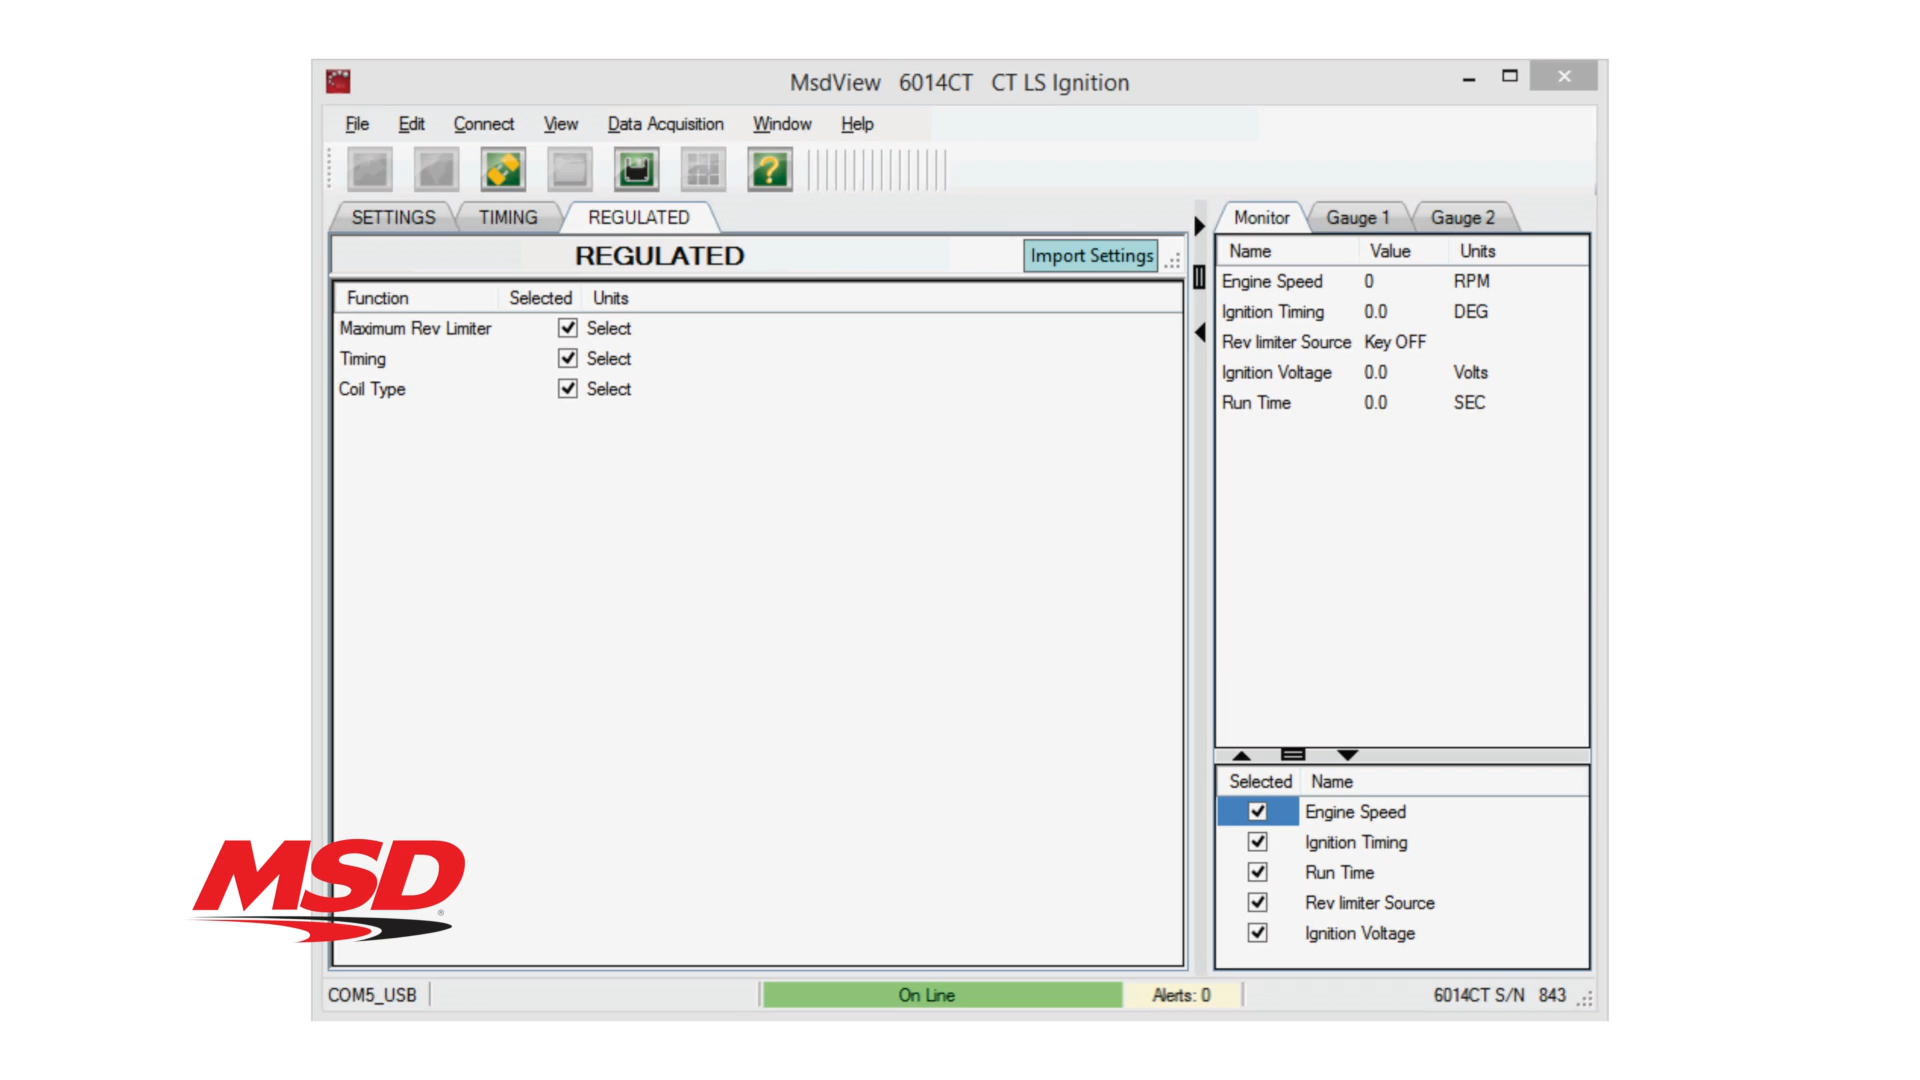 MsdView 6014CT CT LS Ignition
File Edit Connect View Data Acquisition Window Help
SETTINGS TIMING REGULATED
REGULATED
Import Settings
Function Selected Units
Maximum Rev Limiter Select
Timing Select
Coil Type Select
Monitor Gauge 1 Gauge 2
Name Value Units
Engine Speed 0 RPM
Ignition Timing 0.0 DEG
Rev limiter Source Key OFF
Ignition Voltage 0.0 Volts
Run Time 0.0 SEC
Selected Name
Engine Speed
Ignition Timing
Run Time
Rev limiter Source
Ignition Voltage
MSD
COM5_USB On Line Alerts: 0 6014CT S/N 843